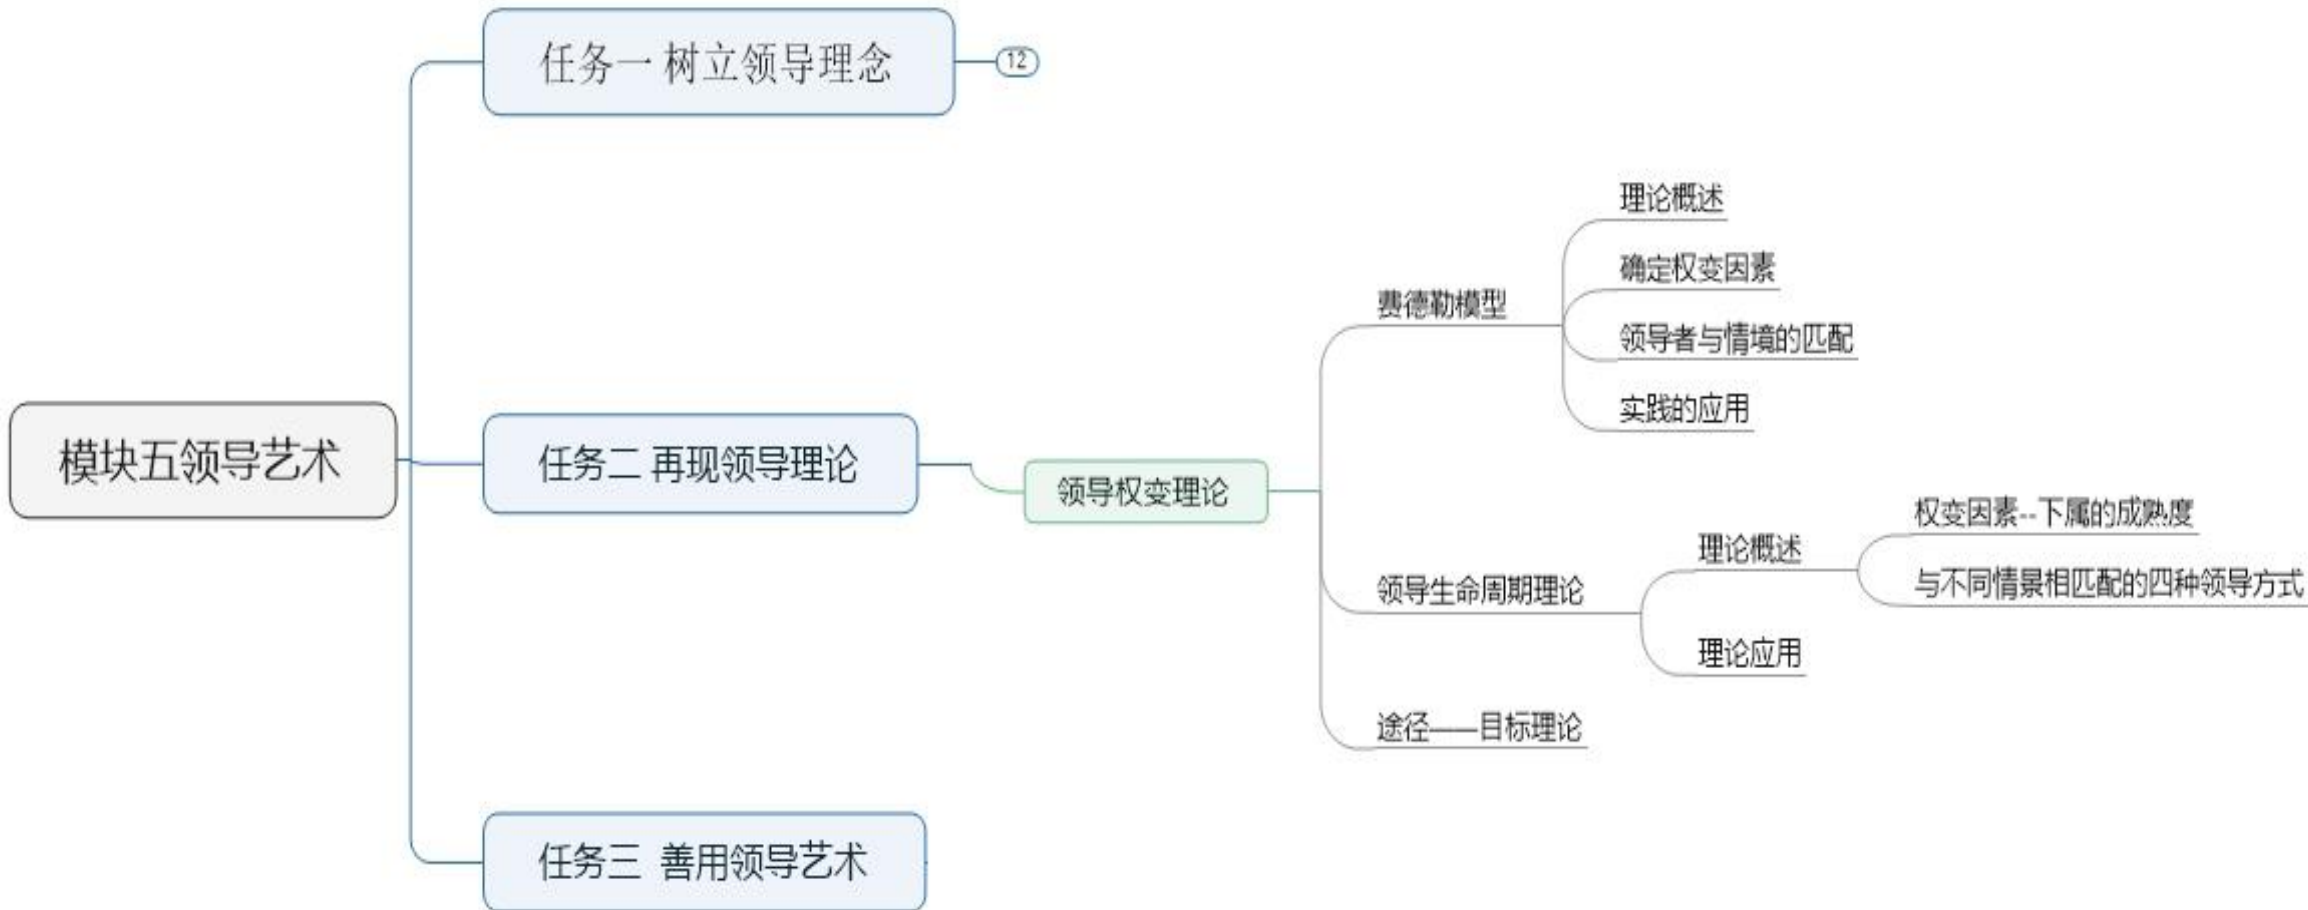 任务一 树立领导理念
12
理论概述
确定权变因素
费德勒模型
领导者与情境的匹配
实践的应用
模块五领导艺术
任务二 再现领导理论
领导权变理论
权变因素--下属的成熟度
理论概述
与不同情景相匹配的四种领导方式
领导生命周期理论
理论应用
途径——目标理论
任务三 善用领导艺术